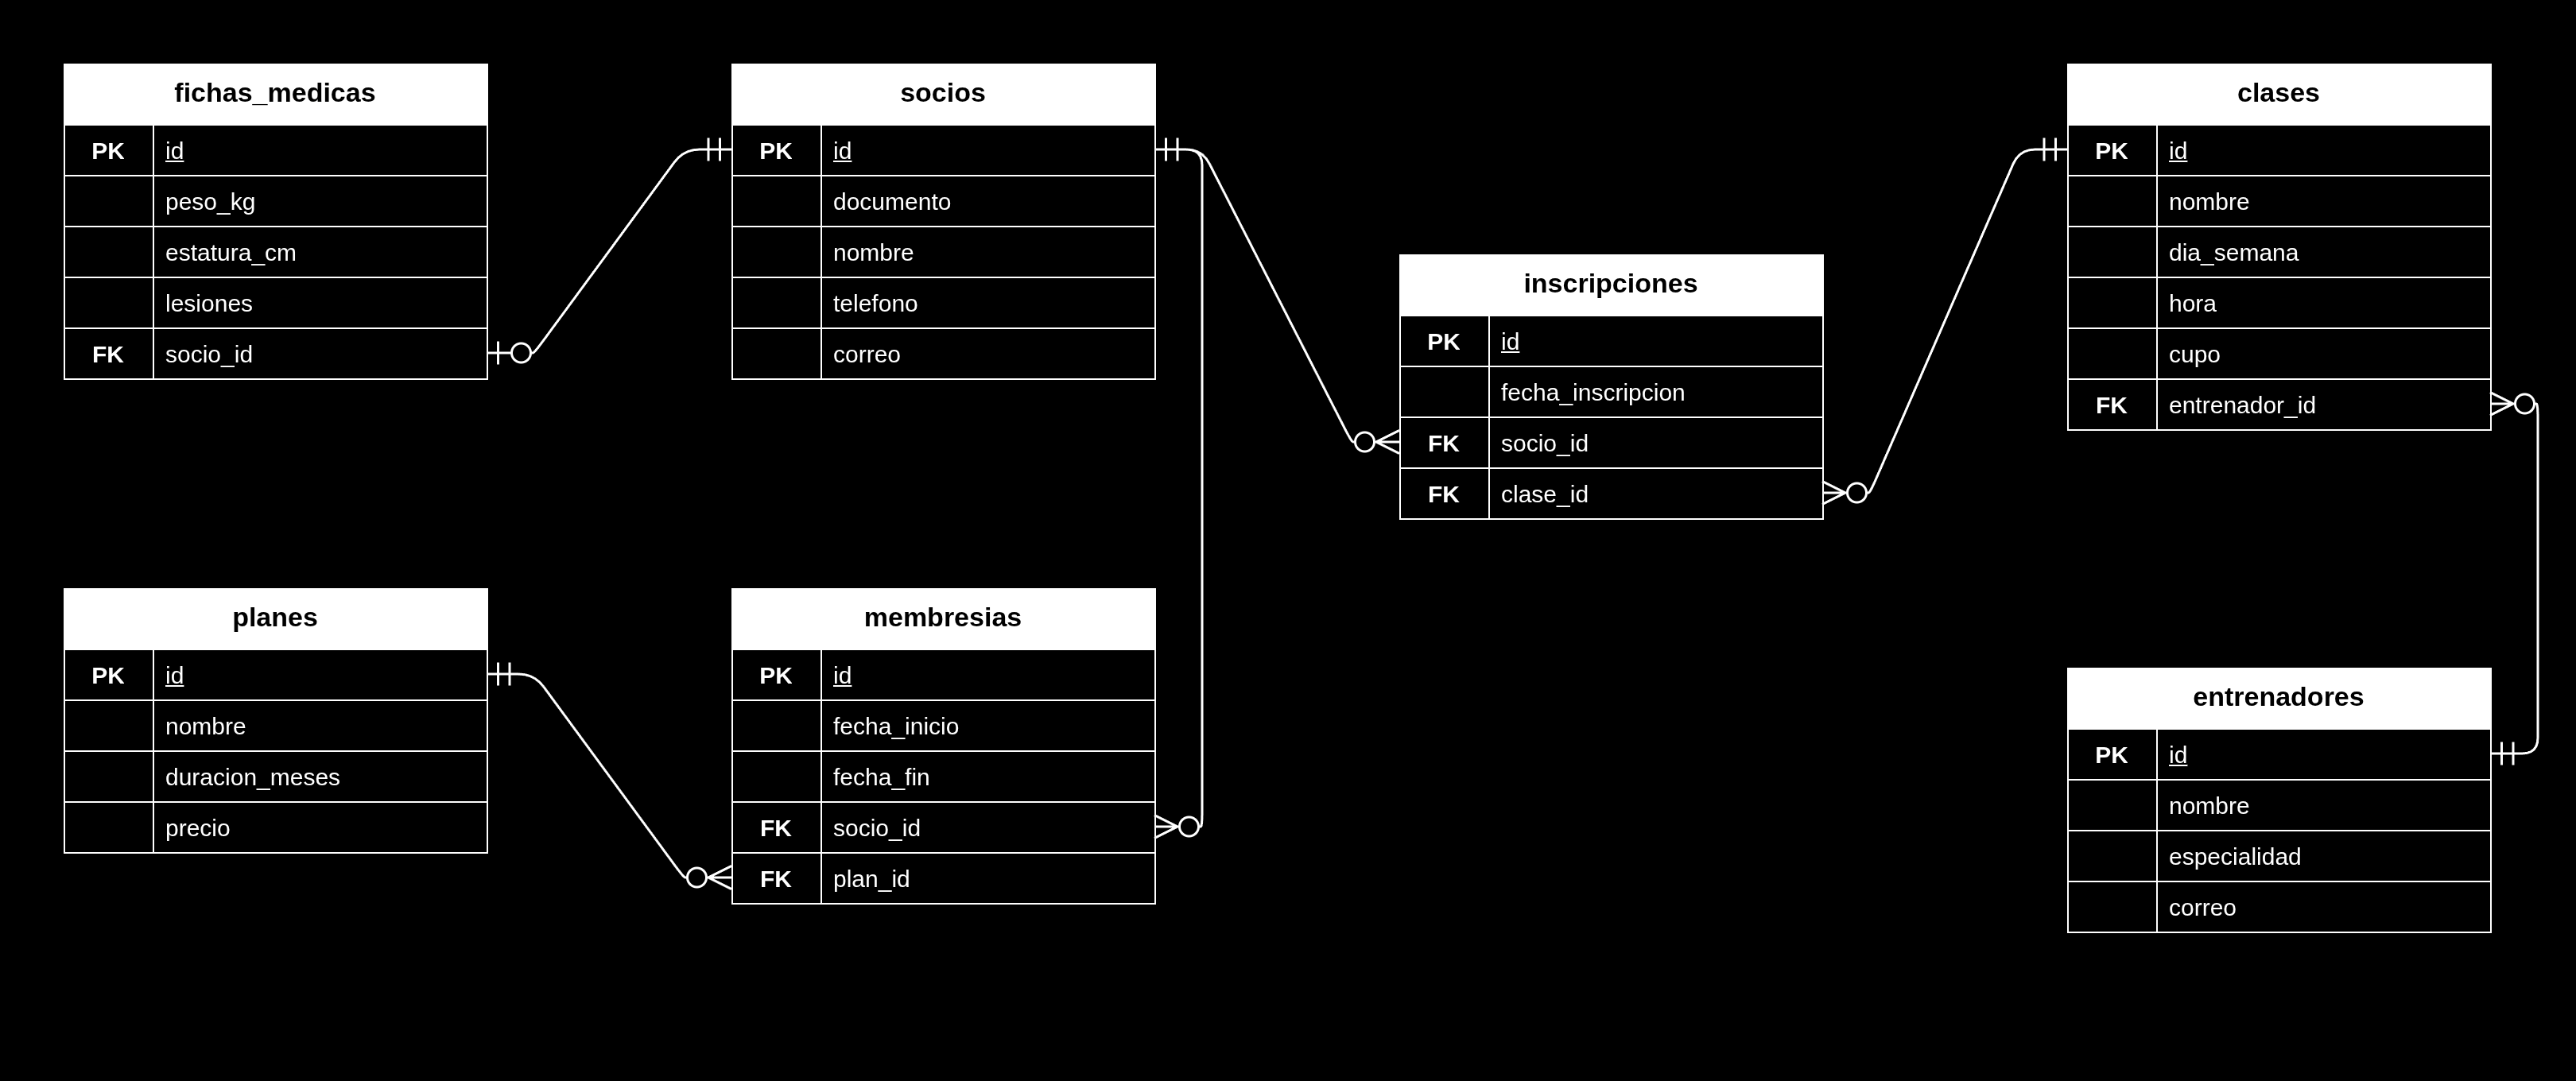 fichas_medicas
PK id
peso_kg
estatura_cm
lesiones
FK socio_id
socios
PK id
documento
nombre
telefono
correo
inscripciones
PK id
fecha_inscripcion
FK socio_id
FK clase_id
clases
PK id
nombre
dia_semana
hora
cupo
FK entrenador_id
planes
PK id
nombre
duracion_meses
precio
membresias
PK id
fecha_inicio
fecha_fin
FK socio_id
FK plan_id
entrenadores
PK id
nombre
especialidad
correo